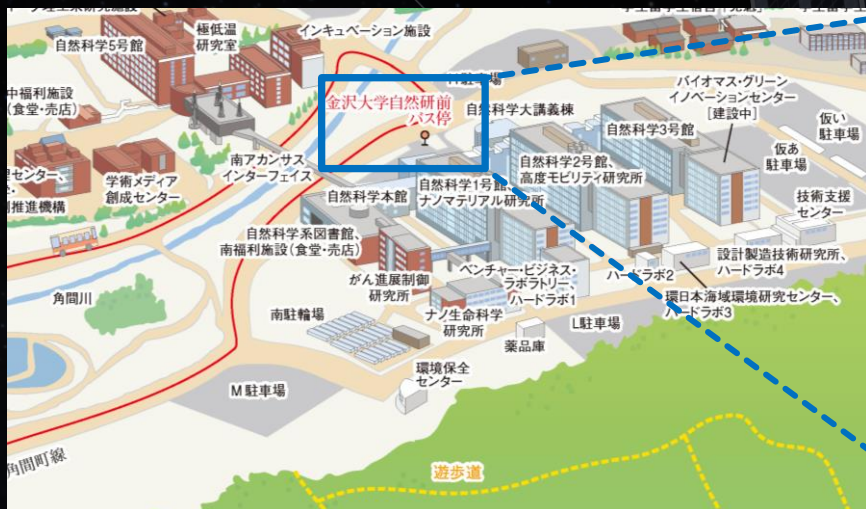 自然科学5号館
極低温
研究室
インキュベーション施設
中福利施設
(食堂・売店)
金沢大学自然研前
バス停
駐車場
自然科学大講義棟
バイオマス・グリーン
イノベーションセンター
[建設中]
仮い
駐車場
仮あ
駐車場
自然科学3号館
自然科学2号館、
高度モビリティ研究所
南アカンサス
インターフェイス
学術メディア
創成センター
センター、
推進機構
自然科学本館
自然科学1号館、
ナノマテリアル研究所
技術支援
センター
自然科学系図書館、
南福利施設(食堂・売店)
がん進展制御
研究所
ベンチャー・ビジネス・
ラボラトリー、
ハードラボ1
ハードラボ2
設計製造技術研究所、
ハードラボ4
環日本海域環境研究センター、
ハードラボ3
角間川
南駐輪場
ナノ生命科学
研究所
L駐車場
薬品庫
環境保全
センター
M駐車場
角間町線
遊歩道